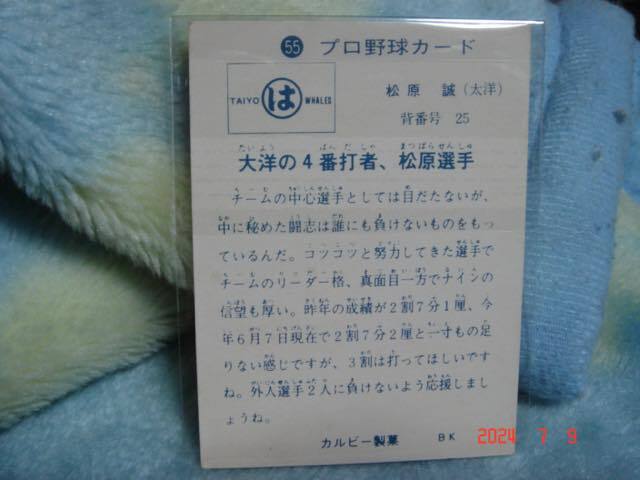 55 プロ野球カード
TAIYO は WHALES
松原 誠（太洋）
背番号 25
大洋の4番打者、松原選手
チームの中心選手としては目だたないが、
中に秘めた闘志は誰にも負けないものをもっ
ているんだ。コツコツと努力してきた選手で
チームのリーダー格、真面目一方でナインの
信望も厚い。昨年の成績が2割7分1厘、今
年6月7日現在で2割7分2厘と一寸もの足
りない感じですが、3割は打ってほしいです
ね。外人選手2人に負けないよう応援しまし
ょうね。
カルビー製菓 BK
2024 7 9